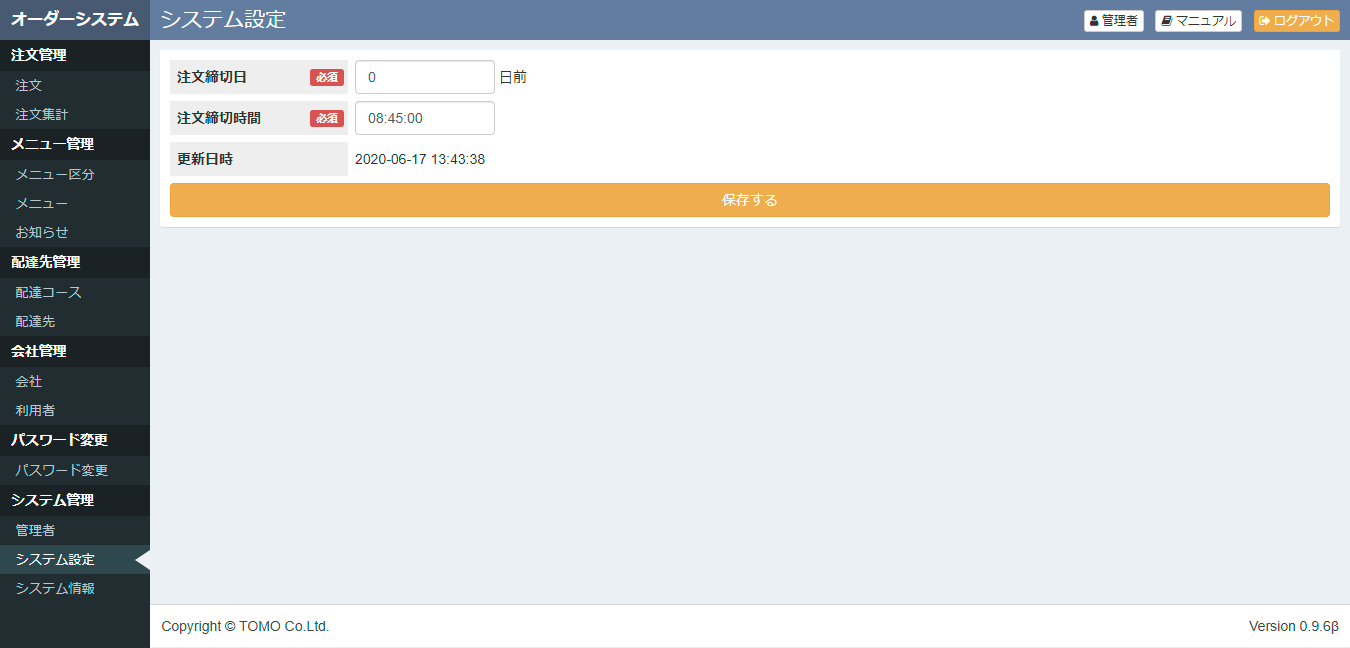 オーダーシステム
システム設定
管理者
マニュアル
ログアウト
注文管理
注文
注文集計
メニュー管理
メニュー区分
メニュー
お知らせ
配達先管理
配達コース
配達先
会社管理
会社
利用者
パスワード変更
パスワード変更
システム管理
管理者
システム設定
システム情報
注文締切日 必須 0 日前
注文締切時間 必須 08:45:00
更新日時 2020-06-17 13:43:38
保存する
Copyright © TOMO Co.Ltd.
Version 0.9.6β